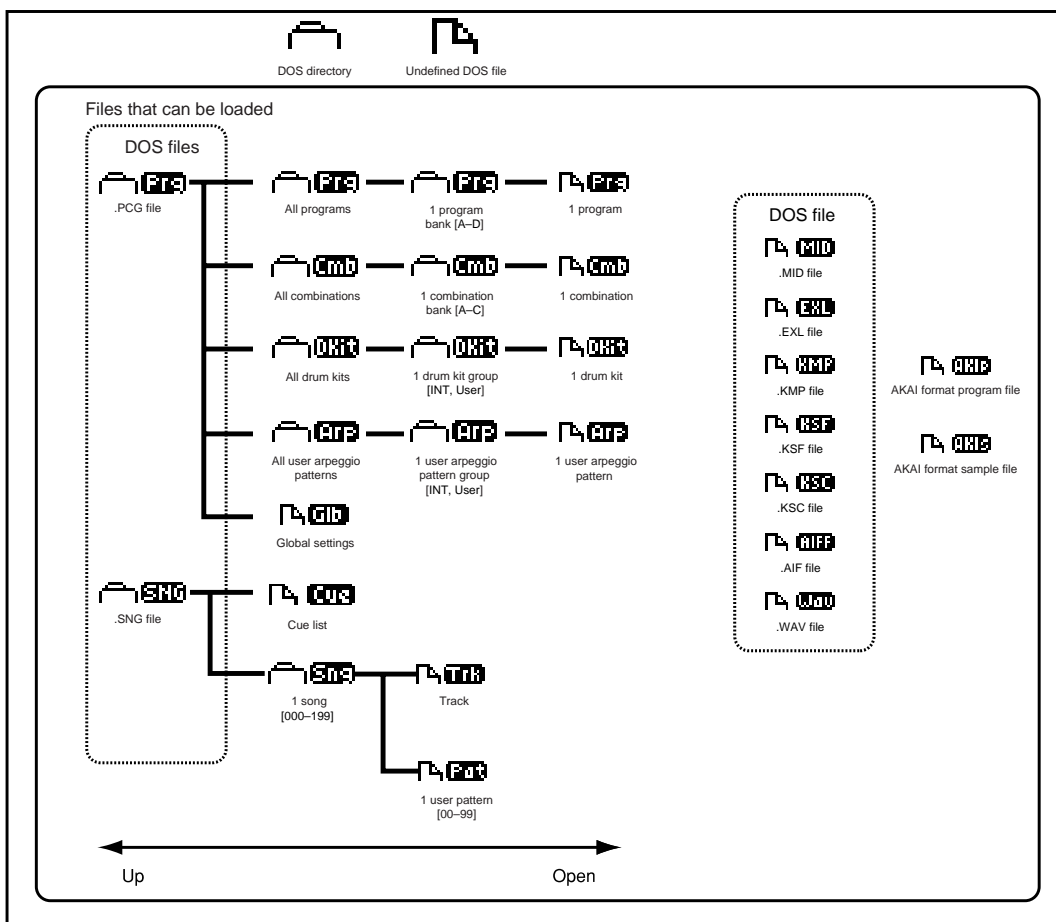 DOS directory
Undefined DOS file
Files that can be loaded
DOS files
Prg
.PCG file
Prg
All programs
Prg
1 program
bank [A–D]
Prg
1 program
Cmb
All combinations
Cmb
1 combination
bank [A–C]
Cmb
1 combination
DKit
All drum kits
DKit
1 drum kit group
[INT, User]
DKit
1 drum kit
Arp
All user arpeggio
patterns
Arp
1 user arpeggio
pattern group
[INT, User]
Arp
1 user arpeggio
pattern
Glb
Global settings
SNG
.SNG file
Cue
Cue list
Sng
1 song
[000–199]
Trk
Track
Pat
1 user pattern
[00–99]
Up
Open
DOS file
MID
.MID file
EXL
.EXL file
KMP
.KMP file
KSF
.KSF file
KSC
.KSC file
AIFF
.AIF file
Wav
.WAV file
AKIP
AKAI format program file
AKIS
AKAI format sample file